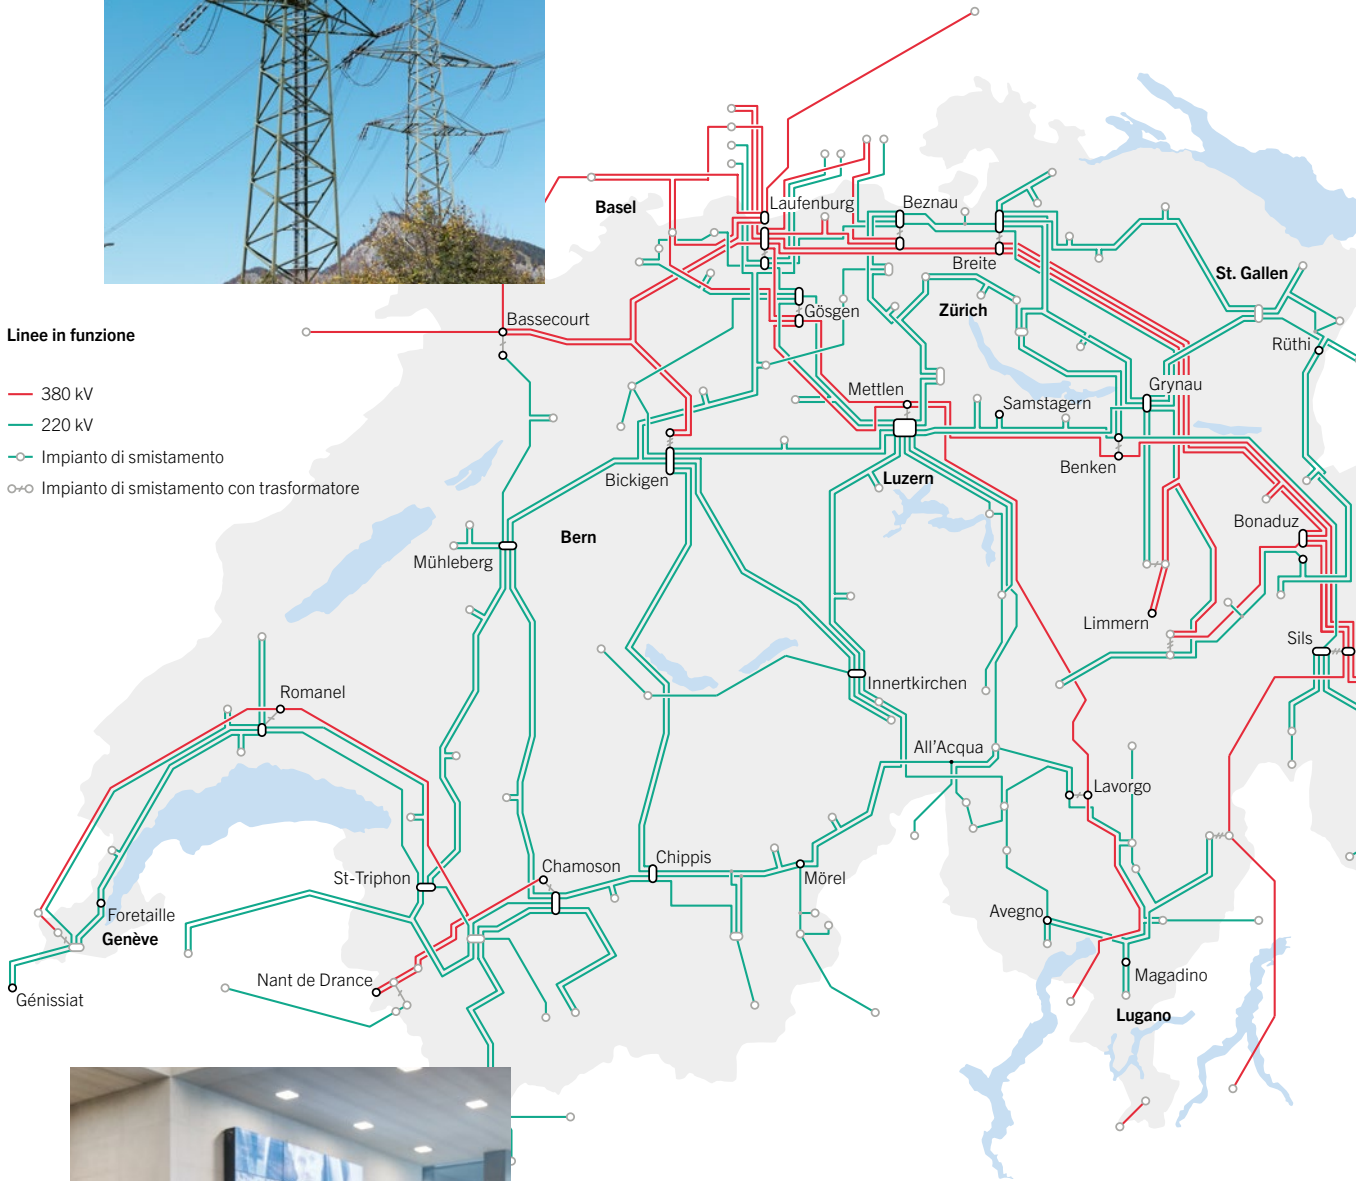 Linee in funzione
380 kV
220 kV
Impianto di smistamento
Impianto di smistamento con trasformatore
Basel
Laufenburg
Beznau
Breite
St. Gallen
Bassecourt
Gösgen
Zürich
Rüthi
Mettlen
Grynau
Samstagern
Benken
Bickigen
Luzern
Bonaduz
Bern
Mühleberg
Limmern
Sils
Innertkirchen
Romanel
All'Acqua
Lavorgo
St-Triphon
Chamoson
Chippis
Mörel
Foretaille
Genève
Avegno
Nant de Drance
Magadino
Génissiat
Lugano